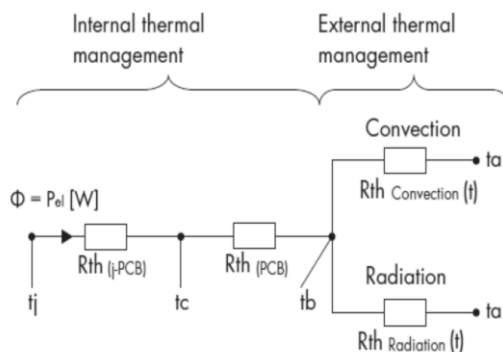 Internal thermal
management
External thermal
management
Convection
ta
Rth Convection (t)
Φ = Pel [W]
Rth (j-PCB)
Rth (PCB)
tj
tc
tb
Radiation
ta
Rth Radiation (t)